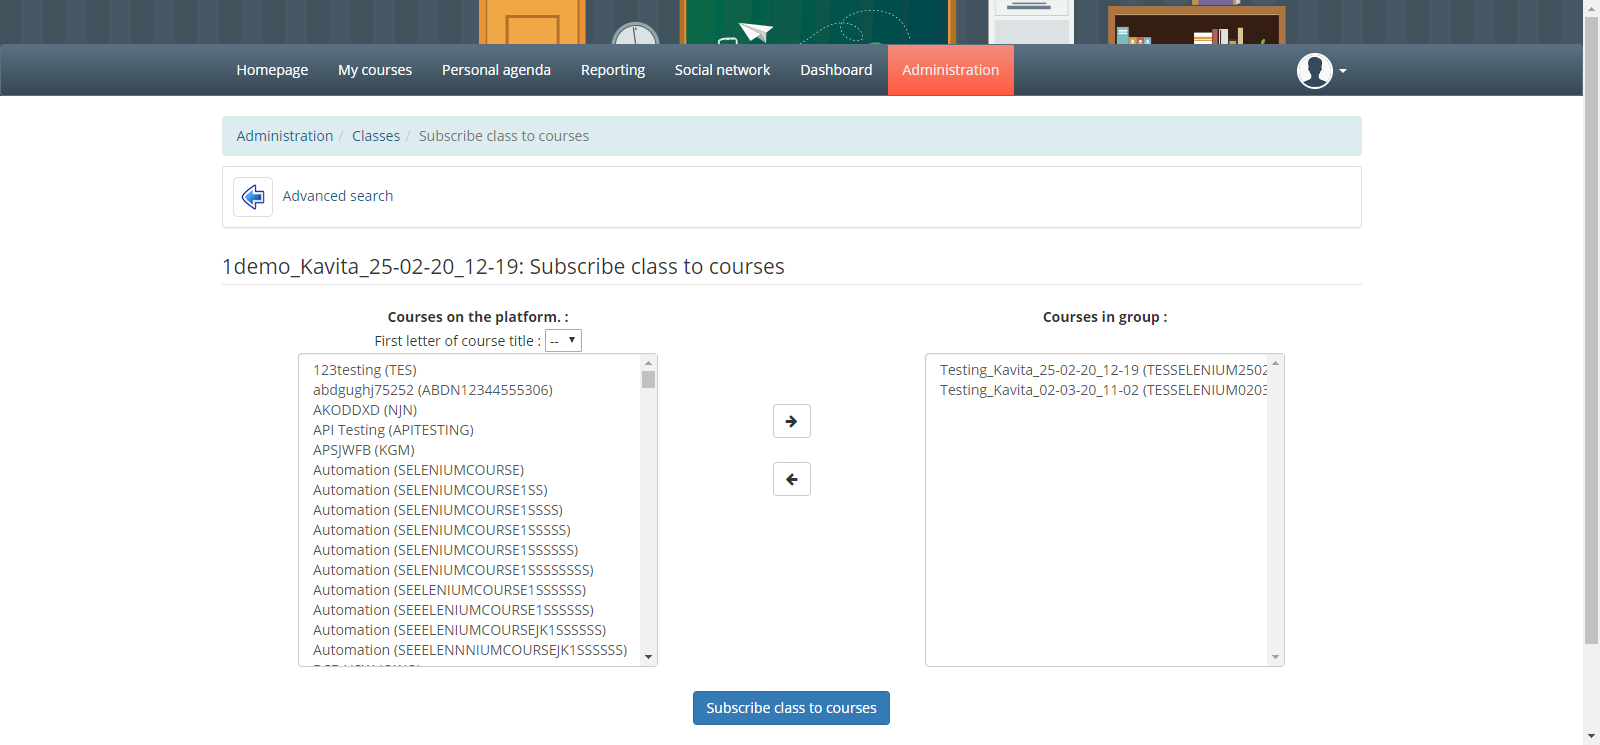 Homepage My courses Personal agenda Reporting Social network Dashboard Administration
Administration / Classes / Subscribe class to courses
Advanced search
1demo_Kavita_25-02-20_12-19: Subscribe class to courses
Courses on the platform. :
First letter of course title : --
123testing (TES)
abdgughj75252 (ABDN12344555306)
AKODDXD (NJN)
API Testing (APITESTING)
APSJWFB (KGM)
Automation (SELENIUMCOURSE)
Automation (SELENIUMCOURSE1SS)
Automation (SELENIUMCOURSE1SSSS)
Automation (SELENIUMCOURSE1SSSSS)
Automation (SELENIUMCOURSE1SSSSSS)
Automation (SELENIUMCOURSE1SSSSSSSS)
Automation (SEELENIUMCOURSE1SSSSSS)
Automation (SEEELENIUMCOURSE1SSSSSS)
Automation (SEEELENIUMCOURSEJK1SSSSSS)
Automation (SEEELENNNIUMCOURSEJK1SSSSSS)
Courses in group :
Testing_Kavita_25-02-20_12-19 (TESSELENIUM2502
Testing_Kavita_02-03-20_11-02 (TESSELENIUM0203
Subscribe class to courses